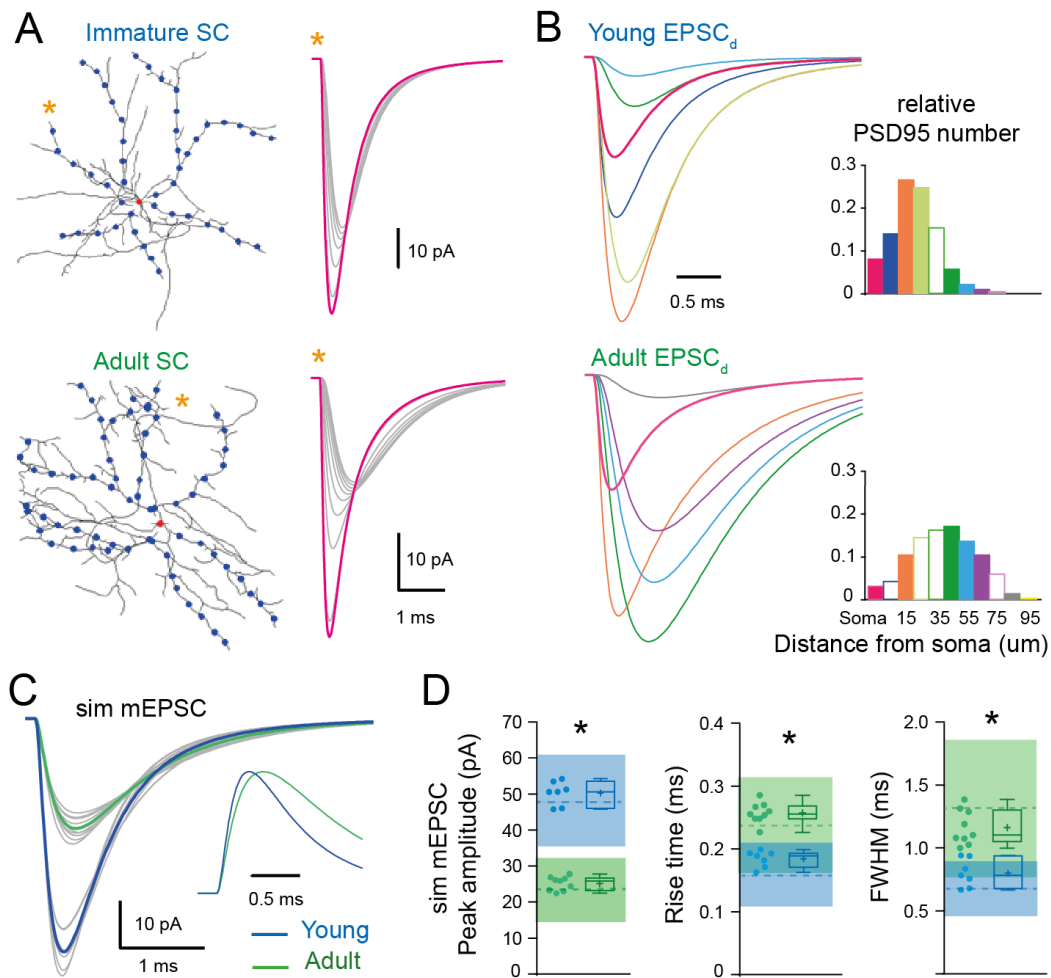 A
Immature SC
*
*
10 pA
Adult SC
*
*
10 pA
1 ms
B
Young EPSCd
0.5 ms
relative
PSD95 number
0.3
0.2
0.1
0
Adult EPSCd
0.3
0.2
0.1
0
Soma 15 35 55 75 95
Distance from soma (um)
C
sim mEPSC
0.5 ms
10 pA
1 ms
Young
Adult
D
sim mEPSC
Peak amplitude (pA)
70
60
50
40
30
20
10
0
*
Rise time (ms)
0.4
0.3
0.2
0.1
0
*
FWHM (ms)
2.0
1.5
1.0
0.5
*